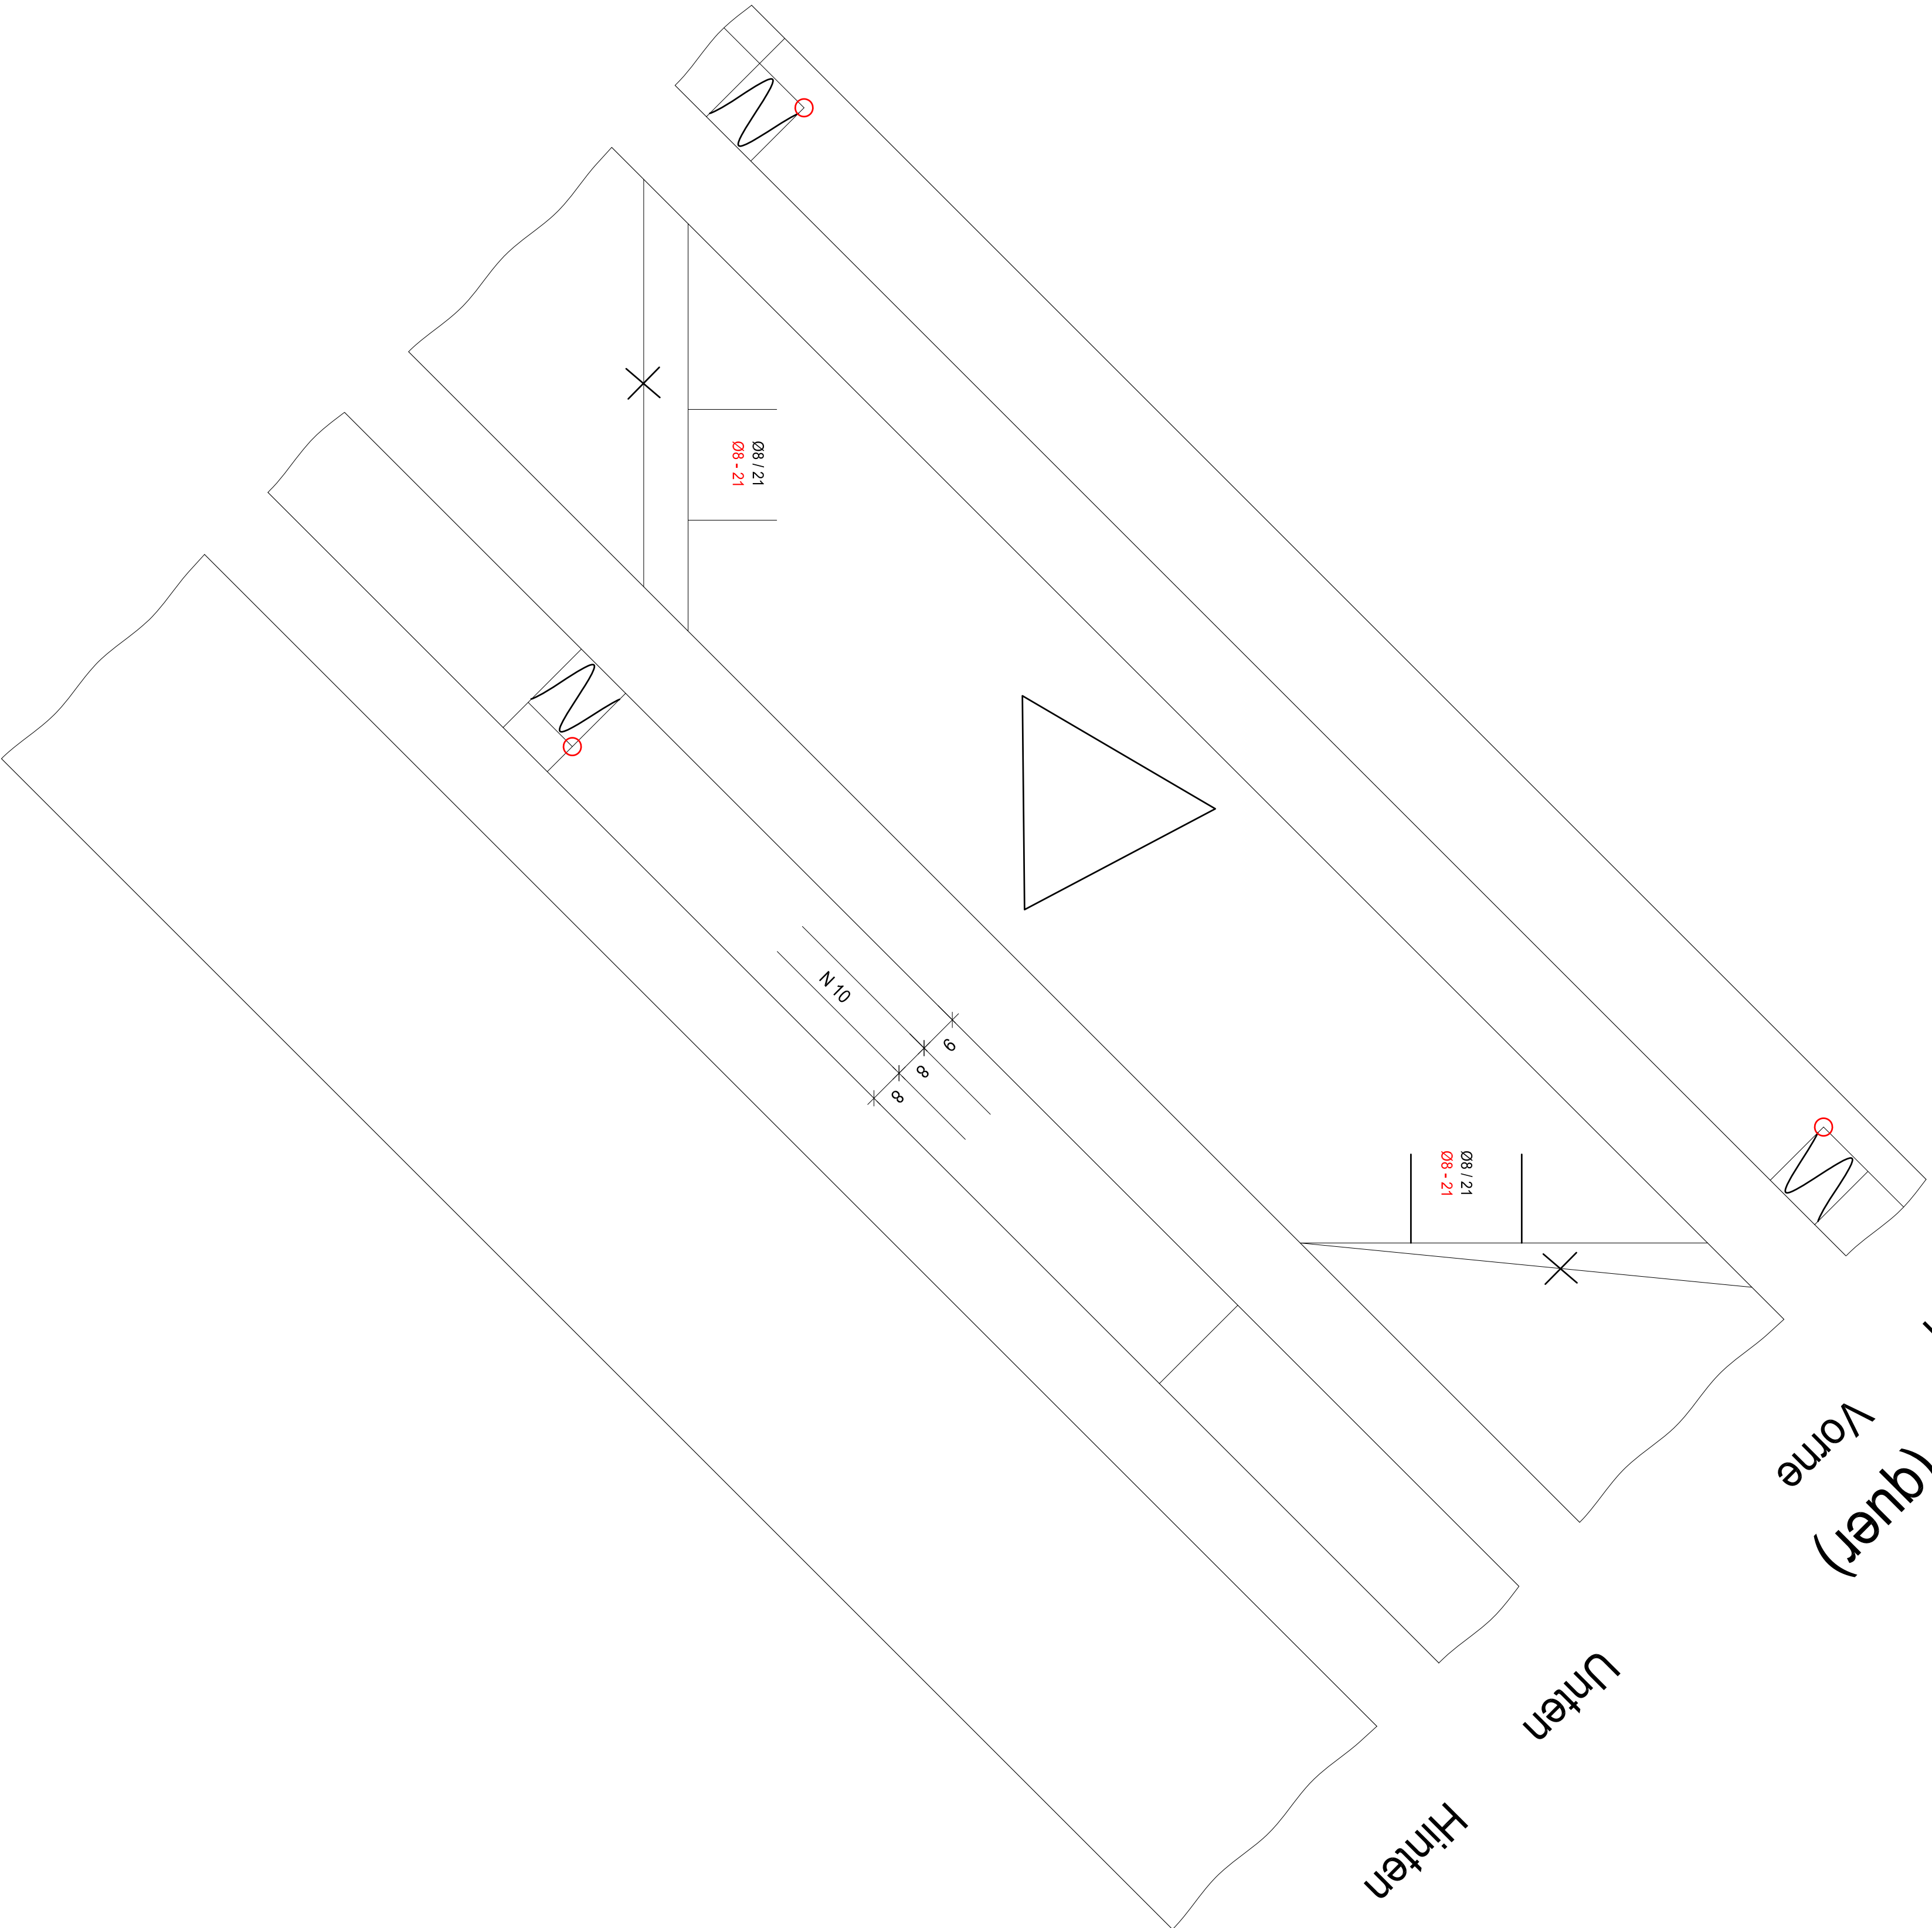 Ø8 / 21
Ø8 - 21
N 10
6
8
8
Ø8 / 21
Ø8 - 21
Vorne
(quer)
Unten
Hinten